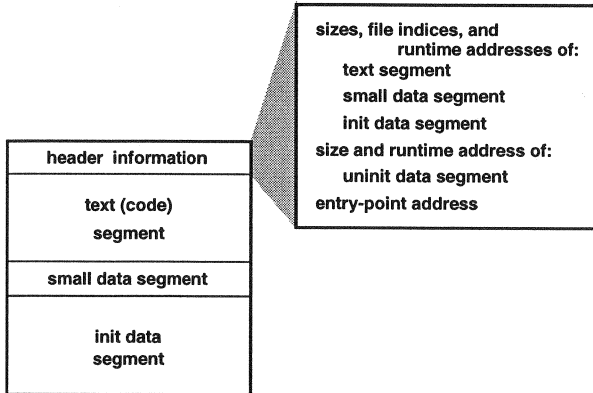 sizes, file indices, and
runtime addresses of:
text segment
small data segment
init data segment
size and runtime address of:
uninit data segment
entry-point address
header information
text (code)
segment
small data segment
init data
segment